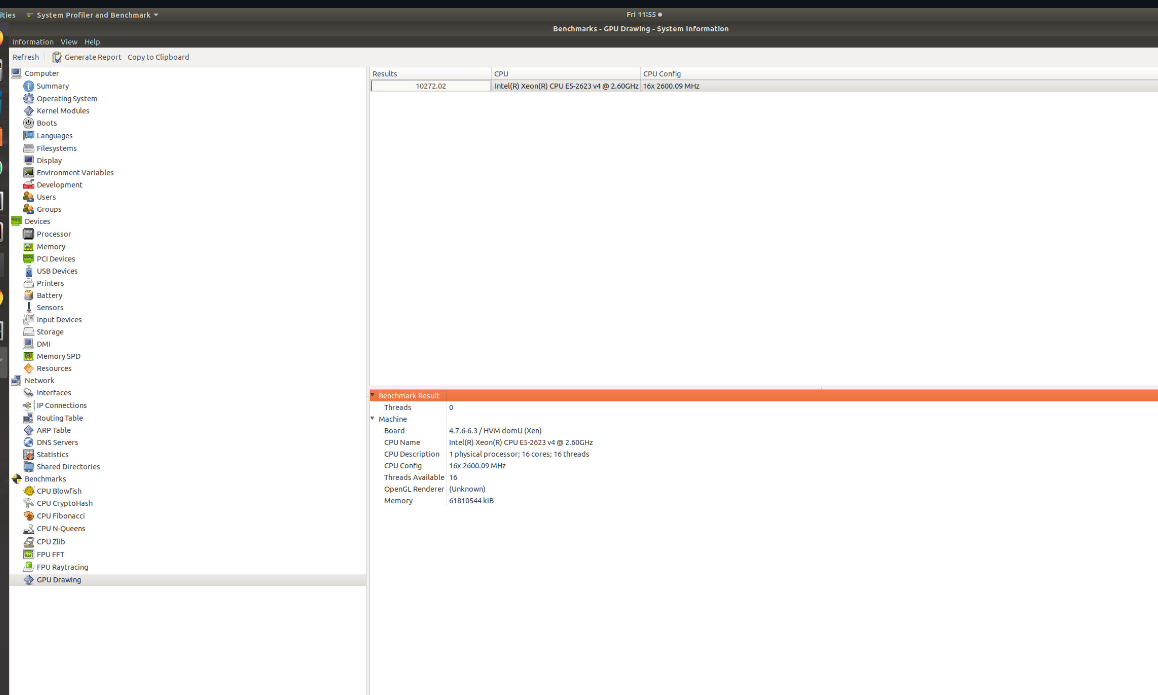 ities System Profiler and Benchmark Fri 11:55
Benchmarks - GPU Drawing - System Information
Information View Help
Refresh Generate Report Copy to Clipboard
Computer
Summary
Operating System
Kernel Modules
Boots
Languages
Filesystems
Display
Environment Variables
Development
Users
Groups
Devices
Processor
Memory
PCI Devices
USB Devices
Printers
Battery
Sensors
Input Devices
Storage
DMI
Memory SPD
Resources
Network
Interfaces
IP Connections
Routing Table
ARP Table
DNS Servers
Statistics
Shared Directories
Benchmarks
CPU Blowfish
CPU CryptoHash
CPU Fibonacci
CPU N-Queens
CPU Zlib
FPU FFT
FPU Raytracing
GPU Drawing
Results CPU CPU Config
10272.02 Intel(R) Xeon(R) CPU E5-2623 v4 @ 2.60GHz 16x 2600.09 MHz
Benchmark Result
Threads 0
Machine
Board 4.7.6-6.3 / HVM domU (Xen)
CPU Name Intel(R) Xeon(R) CPU E5-2623 v4 @ 2.60GHz
CPU Description 1 physical processor; 16 cores; 16 threads
CPU Config 16x 2600.09 MHz
Threads Available 16
OpenGL Renderer (Unknown)
Memory 61810544 kiB